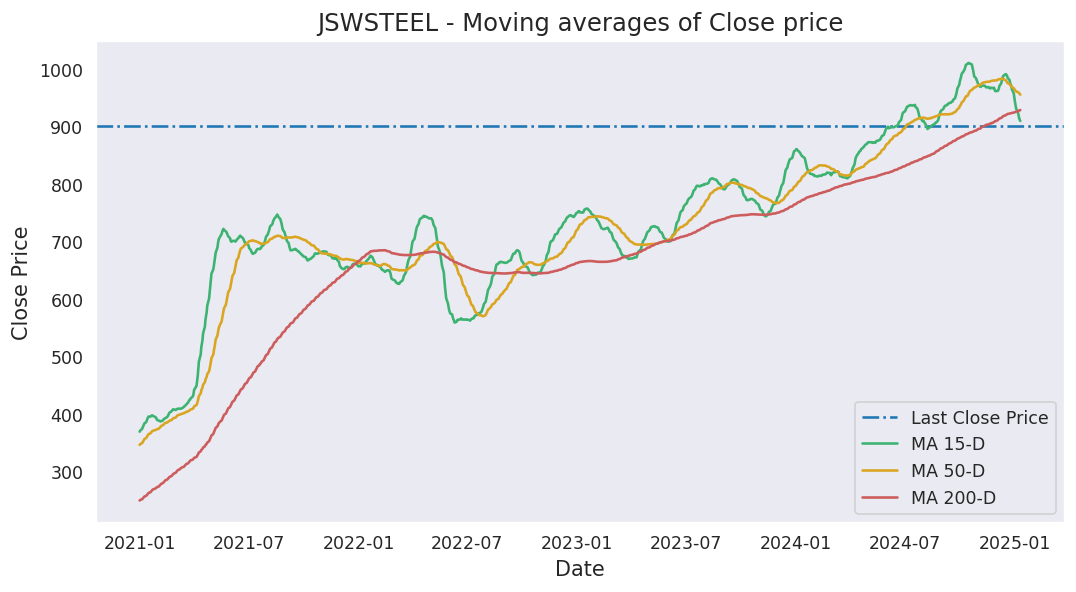 JSWSTEEL - Moving averages of Close price
Close Price
1000
900
800
700
600
500
400
300
Last Close Price
MA 15-D
MA 50-D
MA 200-D
2021-01 2021-07 2022-01 2022-07 2023-01 2023-07 2024-01 2024-07 2025-01
Date